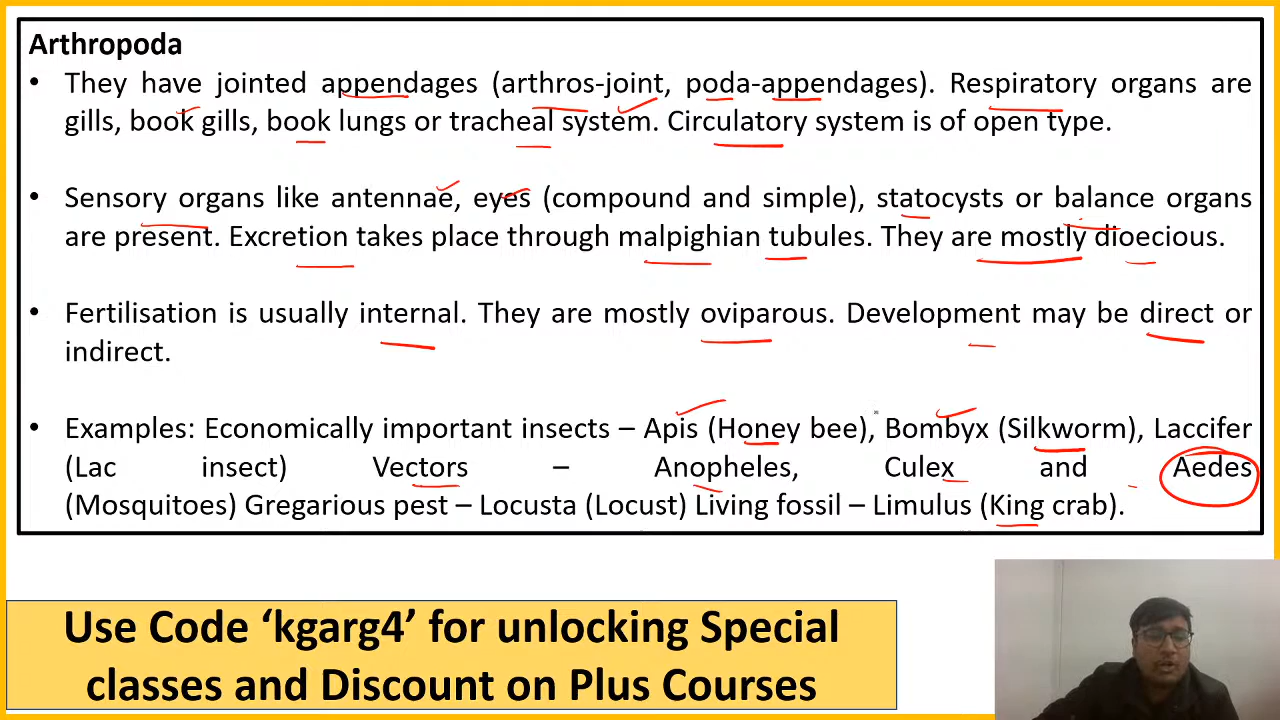 Arthropoda
• They have jointed appendages (arthros-joint, poda-appendages). Respiratory organs are
gills, book gills, book lungs or tracheal system. Circulatory system is of open type.
• Sensory organs like antennae, eyes (compound and simple), statocysts or balance organs
are present. Excretion takes place through malpighian tubules. They are mostly dioecious.
• Fertilisation is usually internal. They are mostly oviparous. Development may be direct or
indirect.
• Examples: Economically important insects – Apis (Honey bee), Bombyx (Silkworm), Laccifer
(Lac insect) Vectors – Anopheles, Culex and Aedes
(Mosquitoes) Gregarious pest – Locusta (Locust) Living fossil – Limulus (King crab).
Use Code ‘kgarg4’ for unlocking Special
classes and Discount on Plus Courses